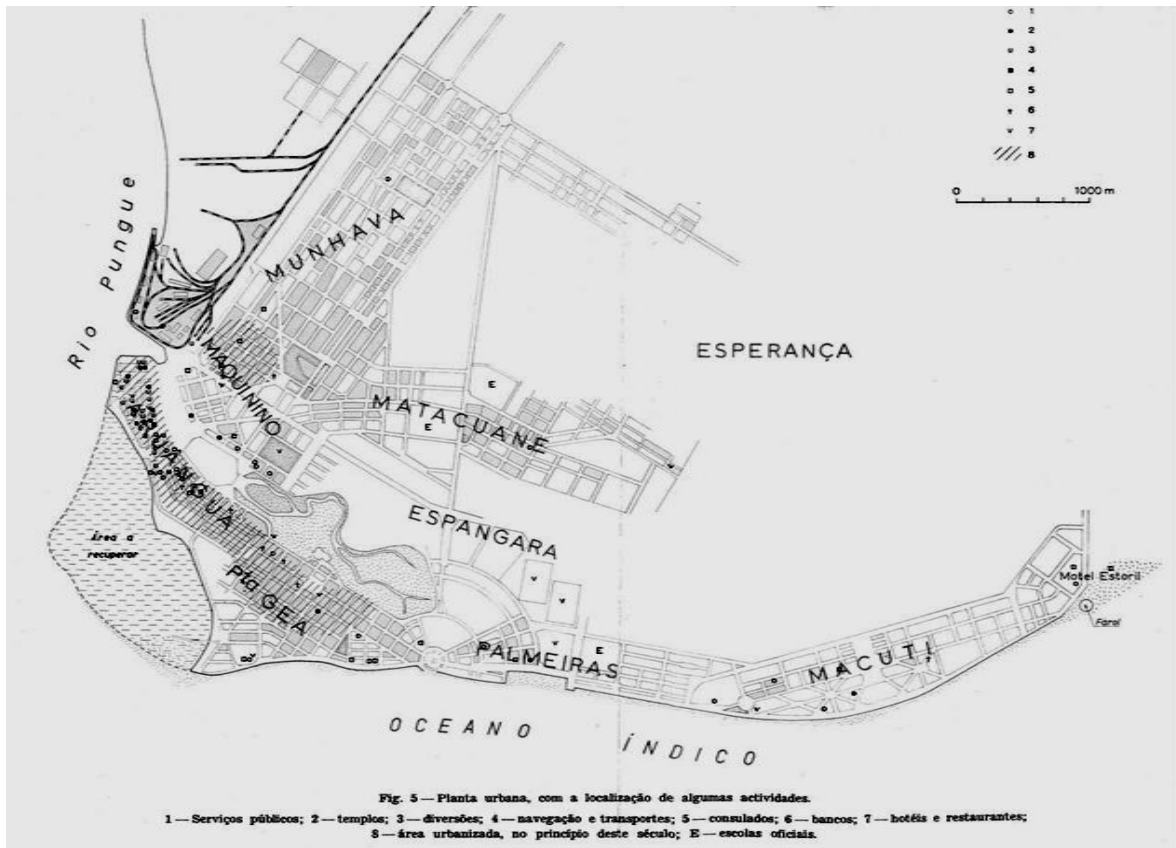 1
2
3
4
5
6
7
8
0 1000 m
Rio Pungue
MUNHAVA
MAQUININO
ESPERANÇA
MATACUANE
E
E
ESPANGARA
Área a
recuperar
Pta GEA
E
PALMEIRAS
MACUTI
Motel Estoril
Farol
OCEANO ÍNDICO
Fig. 5 — Planta urbana, com a localização de algumas actividades.
1 — Serviços públicos; 2 — templos; 3 — diversões; 4 — navegação e transportes; 5 — consulados; 6 — bancos; 7 — hotéis e restaurantes;
8 — área urbanizada, no princípio deste século; E — escolas oficiais.